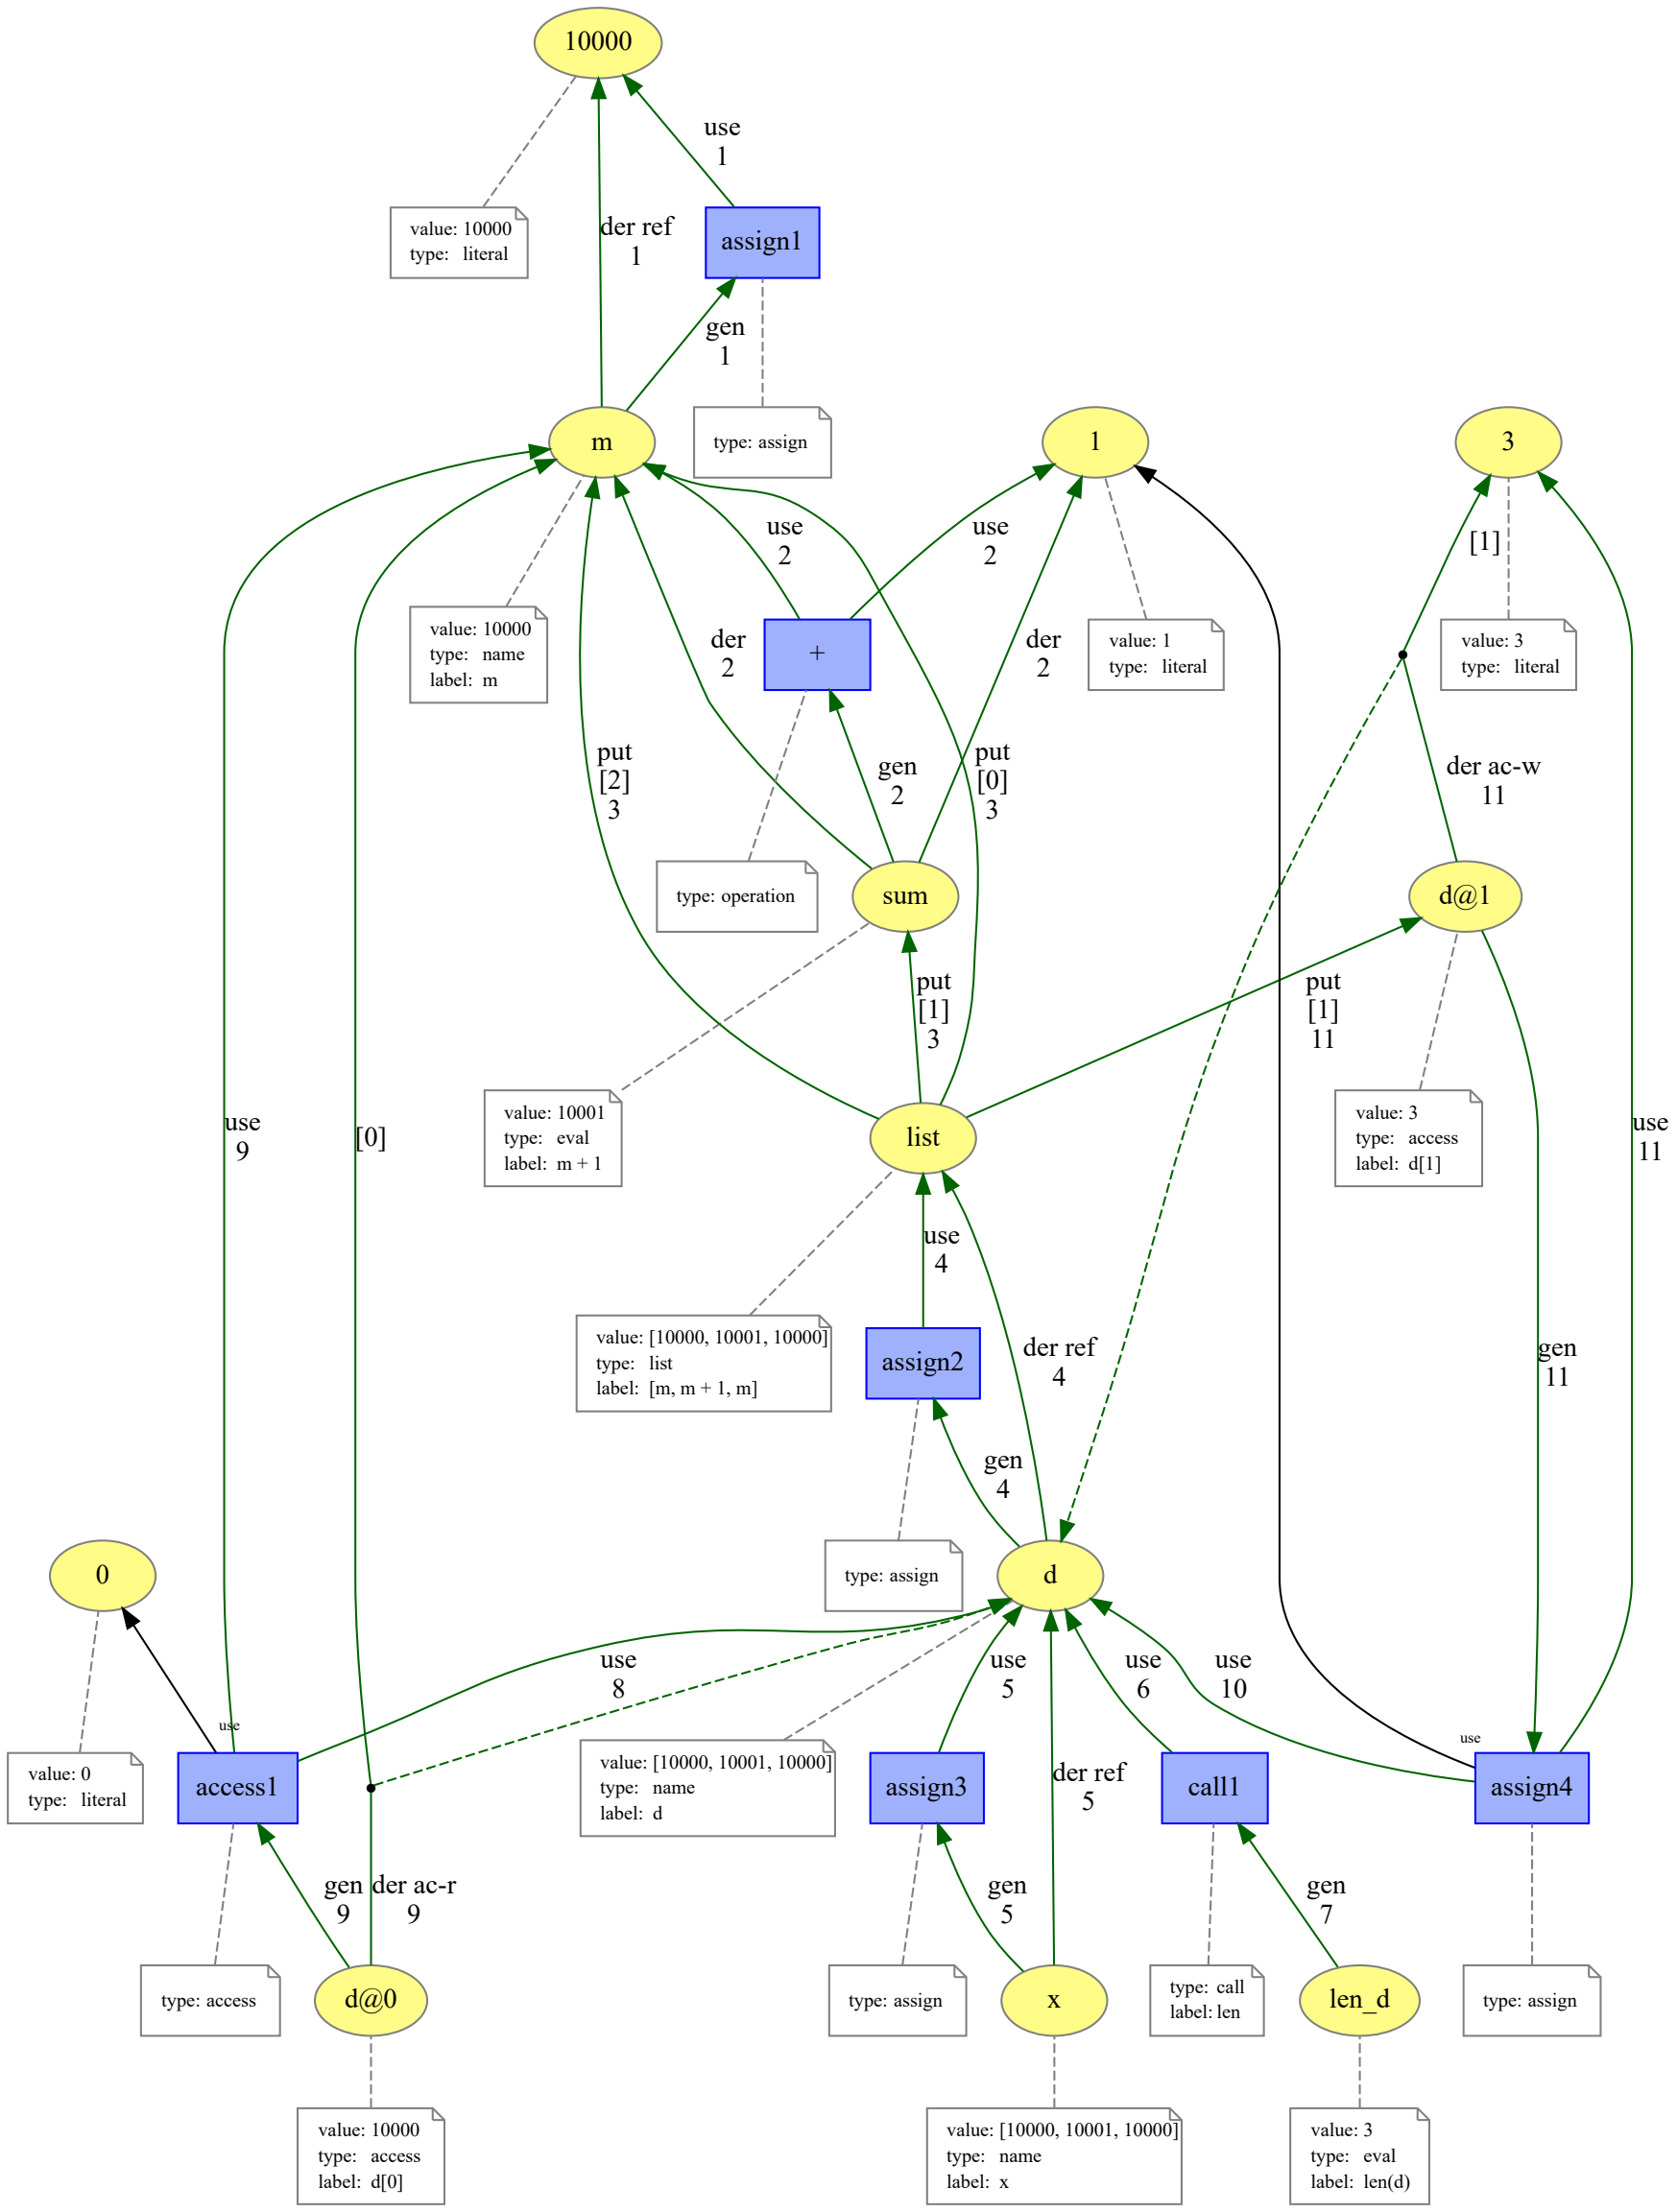 10000
use
1
value: 10000
type: literal
der ref
1
assign1
gen
1
m
type: assign
1
3
use
2
use
2
[1]
value: 10000
type: name
label: m
der
2
+
der
2
value: 1
type: literal
value: 3
type: literal
put
[2]
3
gen
2
put
[0]
3
der ac-w
11
type: operation
sum
d@1
put
[1]
3
put
[1]
11
use
9
[0]
value: 10001
type: eval
label: m + 1
list
value: 3
type: access
label: d[1]
use
11
use
4
value: [10000, 10001, 10000]
type: list
label: [m, m + 1, m]
assign2
der ref
4
gen
11
gen
4
0
type: assign
d
use
use
8
use
5
use
6
use
10
use
value: 0
type: literal
access1
value: [10000, 10001, 10000]
type: name
label: d
assign3
der ref
5
call1
assign4
gen
9
der ac-r
9
gen
5
gen
7
type: access
d@0
type: assign
x
type: call
label: len
len_d
type: assign
value: 10000
type: access
label: d[0]
value: [10000, 10001, 10000]
type: name
label: x
value: 3
type: eval
label: len(d)